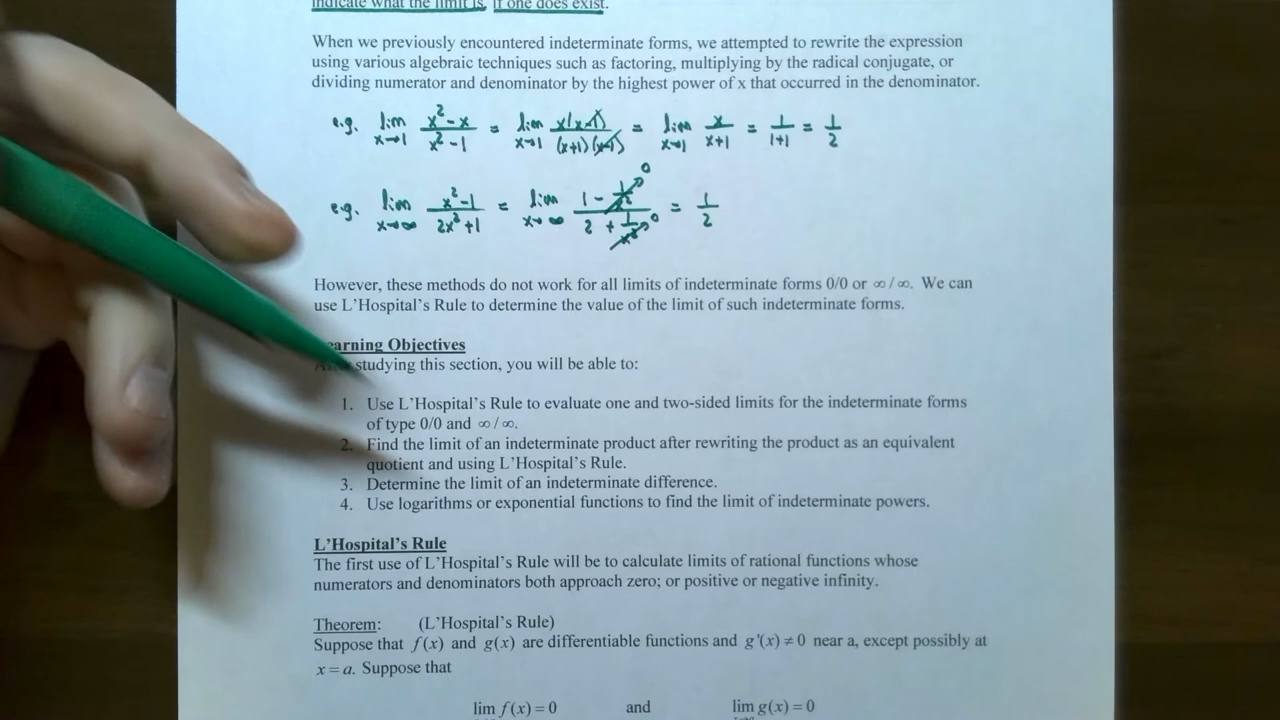 indicate what the limit is, if one does exist.
When we previously encountered indeterminate forms, we attempted to rewrite the expression
using various algebraic techniques such as factoring, multiplying by the radical conjugate, or
dividing numerator and denominator by the highest power of x that occurred in the denominator.
e.g. lim x→1 (x²-x)/(x²-1) = lim x→1 x(x-1)/((x+1)(x-1)) = lim x→1 x/(x+1) = 1/(1+1) = 1/2
e.g. lim x→∞ (x²-1)/(2x²+1) = lim x→∞ (1 - 1/x² 0)/(2 + 1/x² 0) = 1/2
However, these methods do not work for all limits of indeterminate forms 0/0 or ∞/∞. We can
use L'Hospital's Rule to determine the value of the limit of such indeterminate forms.
arning Objectives
studying this section, you will be able to:
1. Use L'Hospital's Rule to evaluate one and two-sided limits for the indeterminate forms
of type 0/0 and ∞/∞.
2. Find the limit of an indeterminate product after rewriting the product as an equivalent
quotient and using L'Hospital's Rule.
3. Determine the limit of an indeterminate difference.
4. Use logarithms or exponential functions to find the limit of indeterminate powers.
L'Hospital's Rule
The first use of L'Hospital's Rule will be to calculate limits of rational functions whose
numerators and denominators both approach zero; or positive or negative infinity.
Theorem: (L'Hospital's Rule)
Suppose that f(x) and g(x) are differentiable functions and g'(x) ≠ 0 near a, except possibly at
x = a. Suppose that
lim f(x) = 0 and lim g(x) = 0